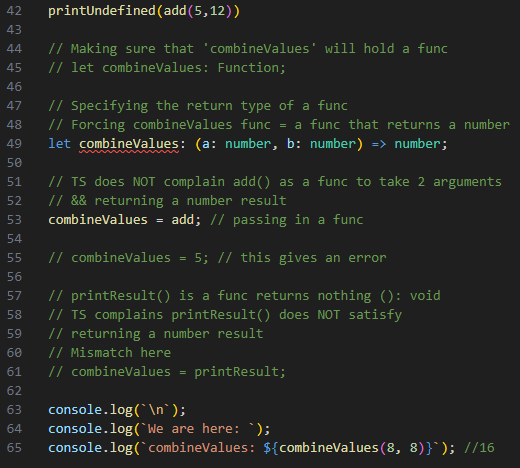 42 printUndefined(add(5,12))
43
44 // Making sure that 'combineValues' will hold a func
45 // let combineValues: Function;
46
47 // Specifying the return type of a func
48 // Forcing combineValues func = a func that returns a number
49 let combineValues: (a: number, b: number) => number;
50
51 // TS does NOT complain add() as a func to take 2 arguments
52 // && returning a number result
53 combineValues = add; // passing in a func
54
55 // combineValues = 5; // this gives an error
56
57 // printResult() is a func returns nothing (): void
58 // TS complains printResult() does NOT satisfy
59 // returning a number result
60 // Mismatch here
61 // combineValues = printResult;
62
63 console.log(`\n`);
64 console.log(`We are here: `);
65 console.log(`combineValues: ${combineValues(8, 8)}`); //16